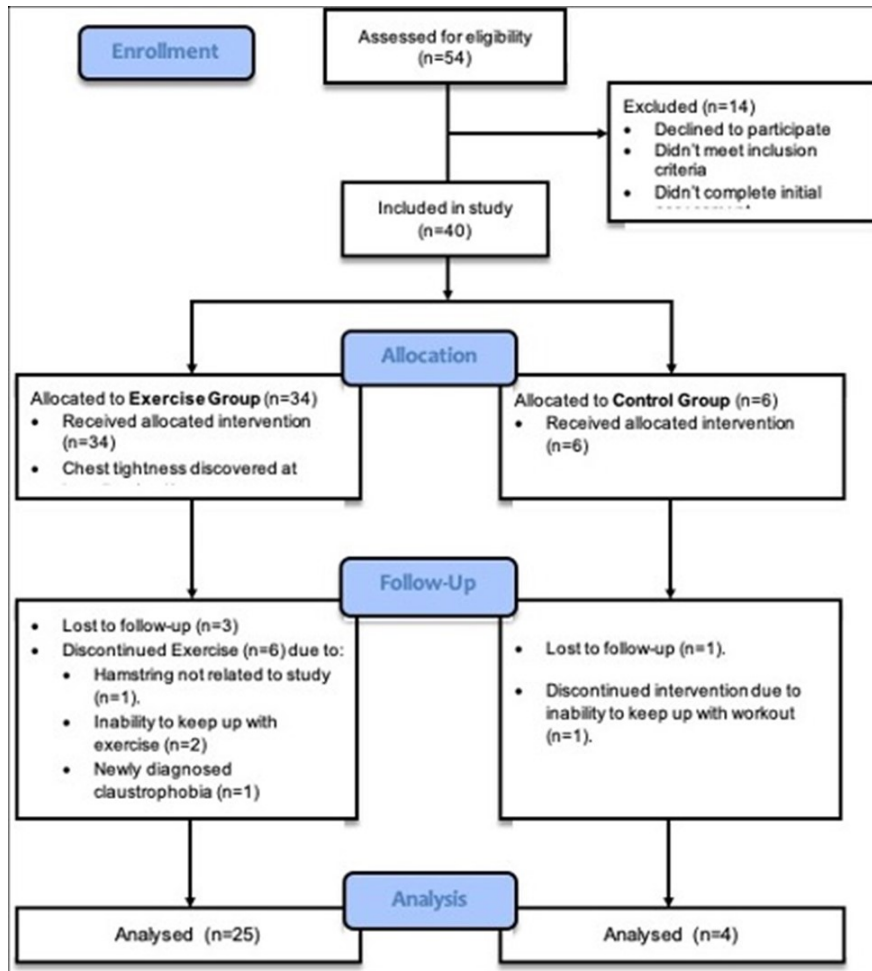 Enrollment
Assessed for eligibility
(n=54)
Excluded (n=14)
• Declined to participate
• Didn't meet inclusion
criteria
• Didn't complete initial
Included in study
(n=40)
Allocation
Allocated to Exercise Group (n=34)
• Received allocated intervention
(n=34)
• Chest tightness discovered at
Allocated to Control Group (n=6)
• Received allocated intervention
(n=6)
Follow-Up
• Lost to follow-up (n=3)
• Discontinued Exercise (n=6) due to:
• Hamstring not related to study
(n=1).
• Inability to keep up with
exercise (n=2)
• Newly diagnosed
claustrophobia (n=1)
• Lost to follow-up (n=1).
• Discontinued intervention due to
inability to keep up with workout
(n=1).
Analysis
Analysed (n=25)
Analysed (n=4)